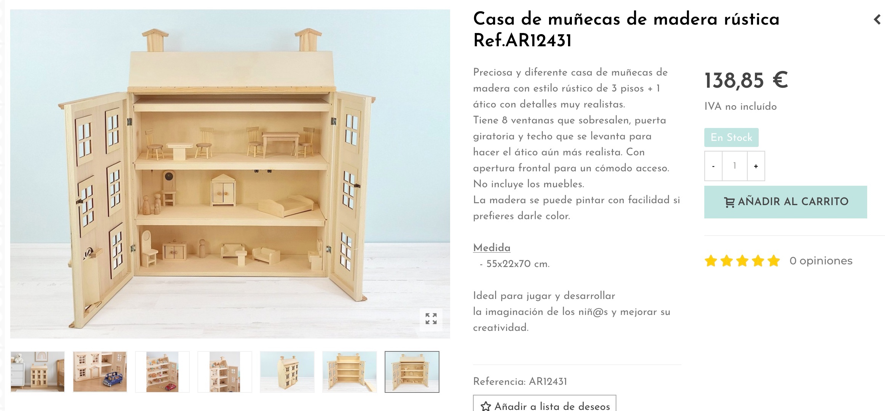 Casa de muñecas de madera rústica
Ref.AR12431
Preciosa y diferente casa de muñecas de
madera con estilo rústico de 3 pisos + 1
ático con detalles muy realistas.
Tiene 8 ventanas que sobresalen, puerta
giratoria y techo que se levanta para
hacer el ático aún más realista. Con
apertura frontal para un cómodo acceso.
No incluye los muebles.
La madera se puede pintar con facilidad si
prefieres darle color.
Medida
- 55x22x70 cm.
Ideal para jugar y desarrollar
la imaginación de los niñ@s y mejorar su
creatividad.
Referencia: AR12431
Añadir a lista de deseos
138,85 €
IVA no incluído
En Stock
- 1 +
AÑADIR AL CARRITO
0 opiniones